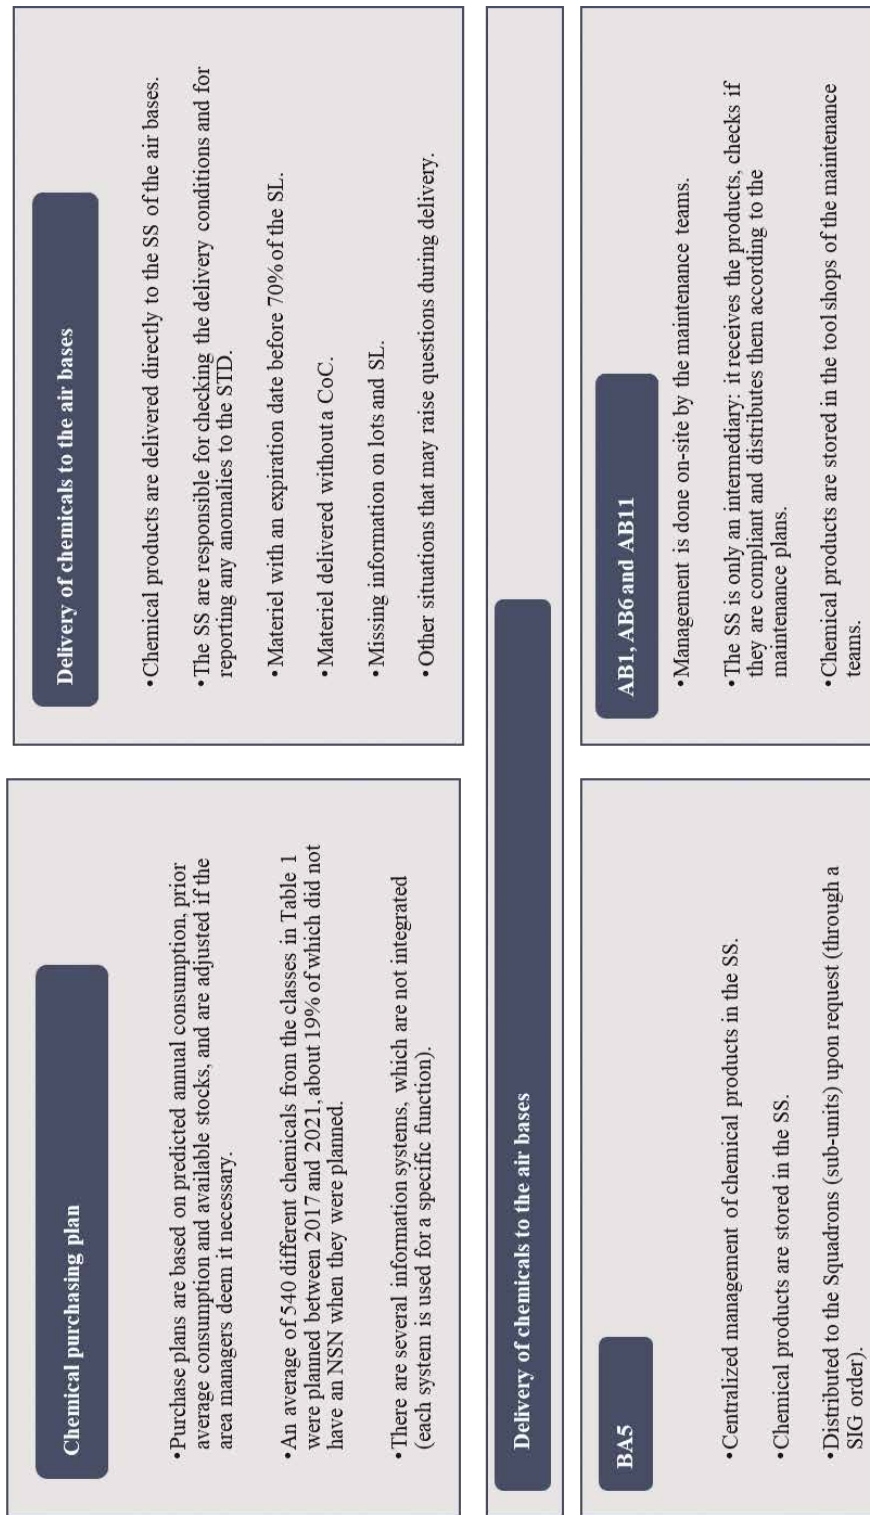 Chemical purchasing plan
•Purchase plans are based on predicted annual consumption, prior
average consumption and available stocks, and are adjusted if the
area managers deem it necessary.
•An average of 540 different chemicals from the classes in Table 1
were planned between 2017 and 2021, about 19% of which did not
have an NSN when they were planned.
•There are several information systems, which are not integrated
(each system is used for a specific function).
Delivery of chemicals to the air bases
•Chemical products are delivered directly to the SS of the air bases.
•The SS are responsible for checking the delivery conditions and for
reporting any anomalies to the STD.
•Materiel with an expiration date before 70% of the SL.
•Materiel delivered without a CoC.
•Missing information on lots and SL.
•Other situations that may raise questions during delivery.
Delivery of chemicals to the air bases
BA5
•Centralized management of chemical products in the SS.
•Chemical products are stored in the SS.
•Distributed to the Squadrons (sub-units) upon request (through a
SIG order).
AB1, AB6 and AB11
•Management is done on-site by the maintenance teams.
•The SS is only an intermediary: it receives the products, checks if
they are compliant and distributes them according to the
maintenance plans.
•Chemical products are stored in the tool shops of the maintenance
teams.